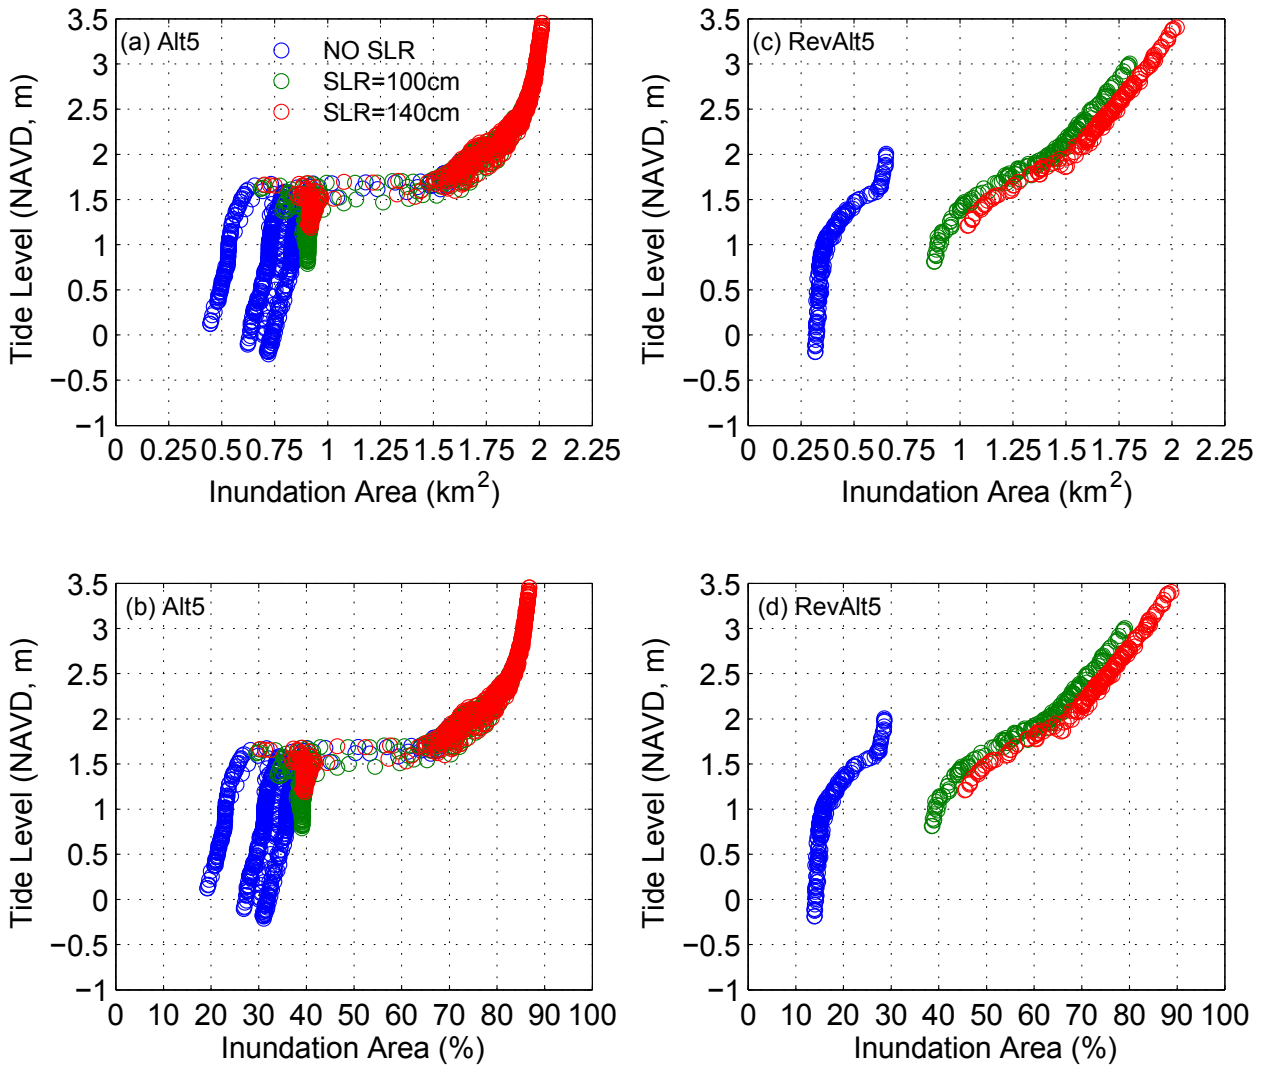 (a) Alt5
NO SLR
SLR=100cm
SLR=140cm
3.5
3
2.5
2
1.5
1
0.5
0
−0.5
−1
Tide Level (NAVD, m)
0 0.25 0.5 0.75 1 1.25 1.5 1.75 2 2.25
Inundation Area (km²)
(c) RevAlt5
3.5
3
2.5
2
1.5
1
0.5
0
−0.5
−1
Tide Level (NAVD, m)
0 0.25 0.5 0.75 1 1.25 1.5 1.75 2 2.25
Inundation Area (km²)
(b) Alt5
3.5
3
2.5
2
1.5
1
0.5
0
−0.5
−1
Tide Level (NAVD, m)
0 10 20 30 40 50 60 70 80 90 100
Inundation Area (%)
(d) RevAlt5
3.5
3
2.5
2
1.5
1
0.5
0
−0.5
−1
Tide Level (NAVD, m)
0 10 20 30 40 50 60 70 80 90 100
Inundation Area (%)